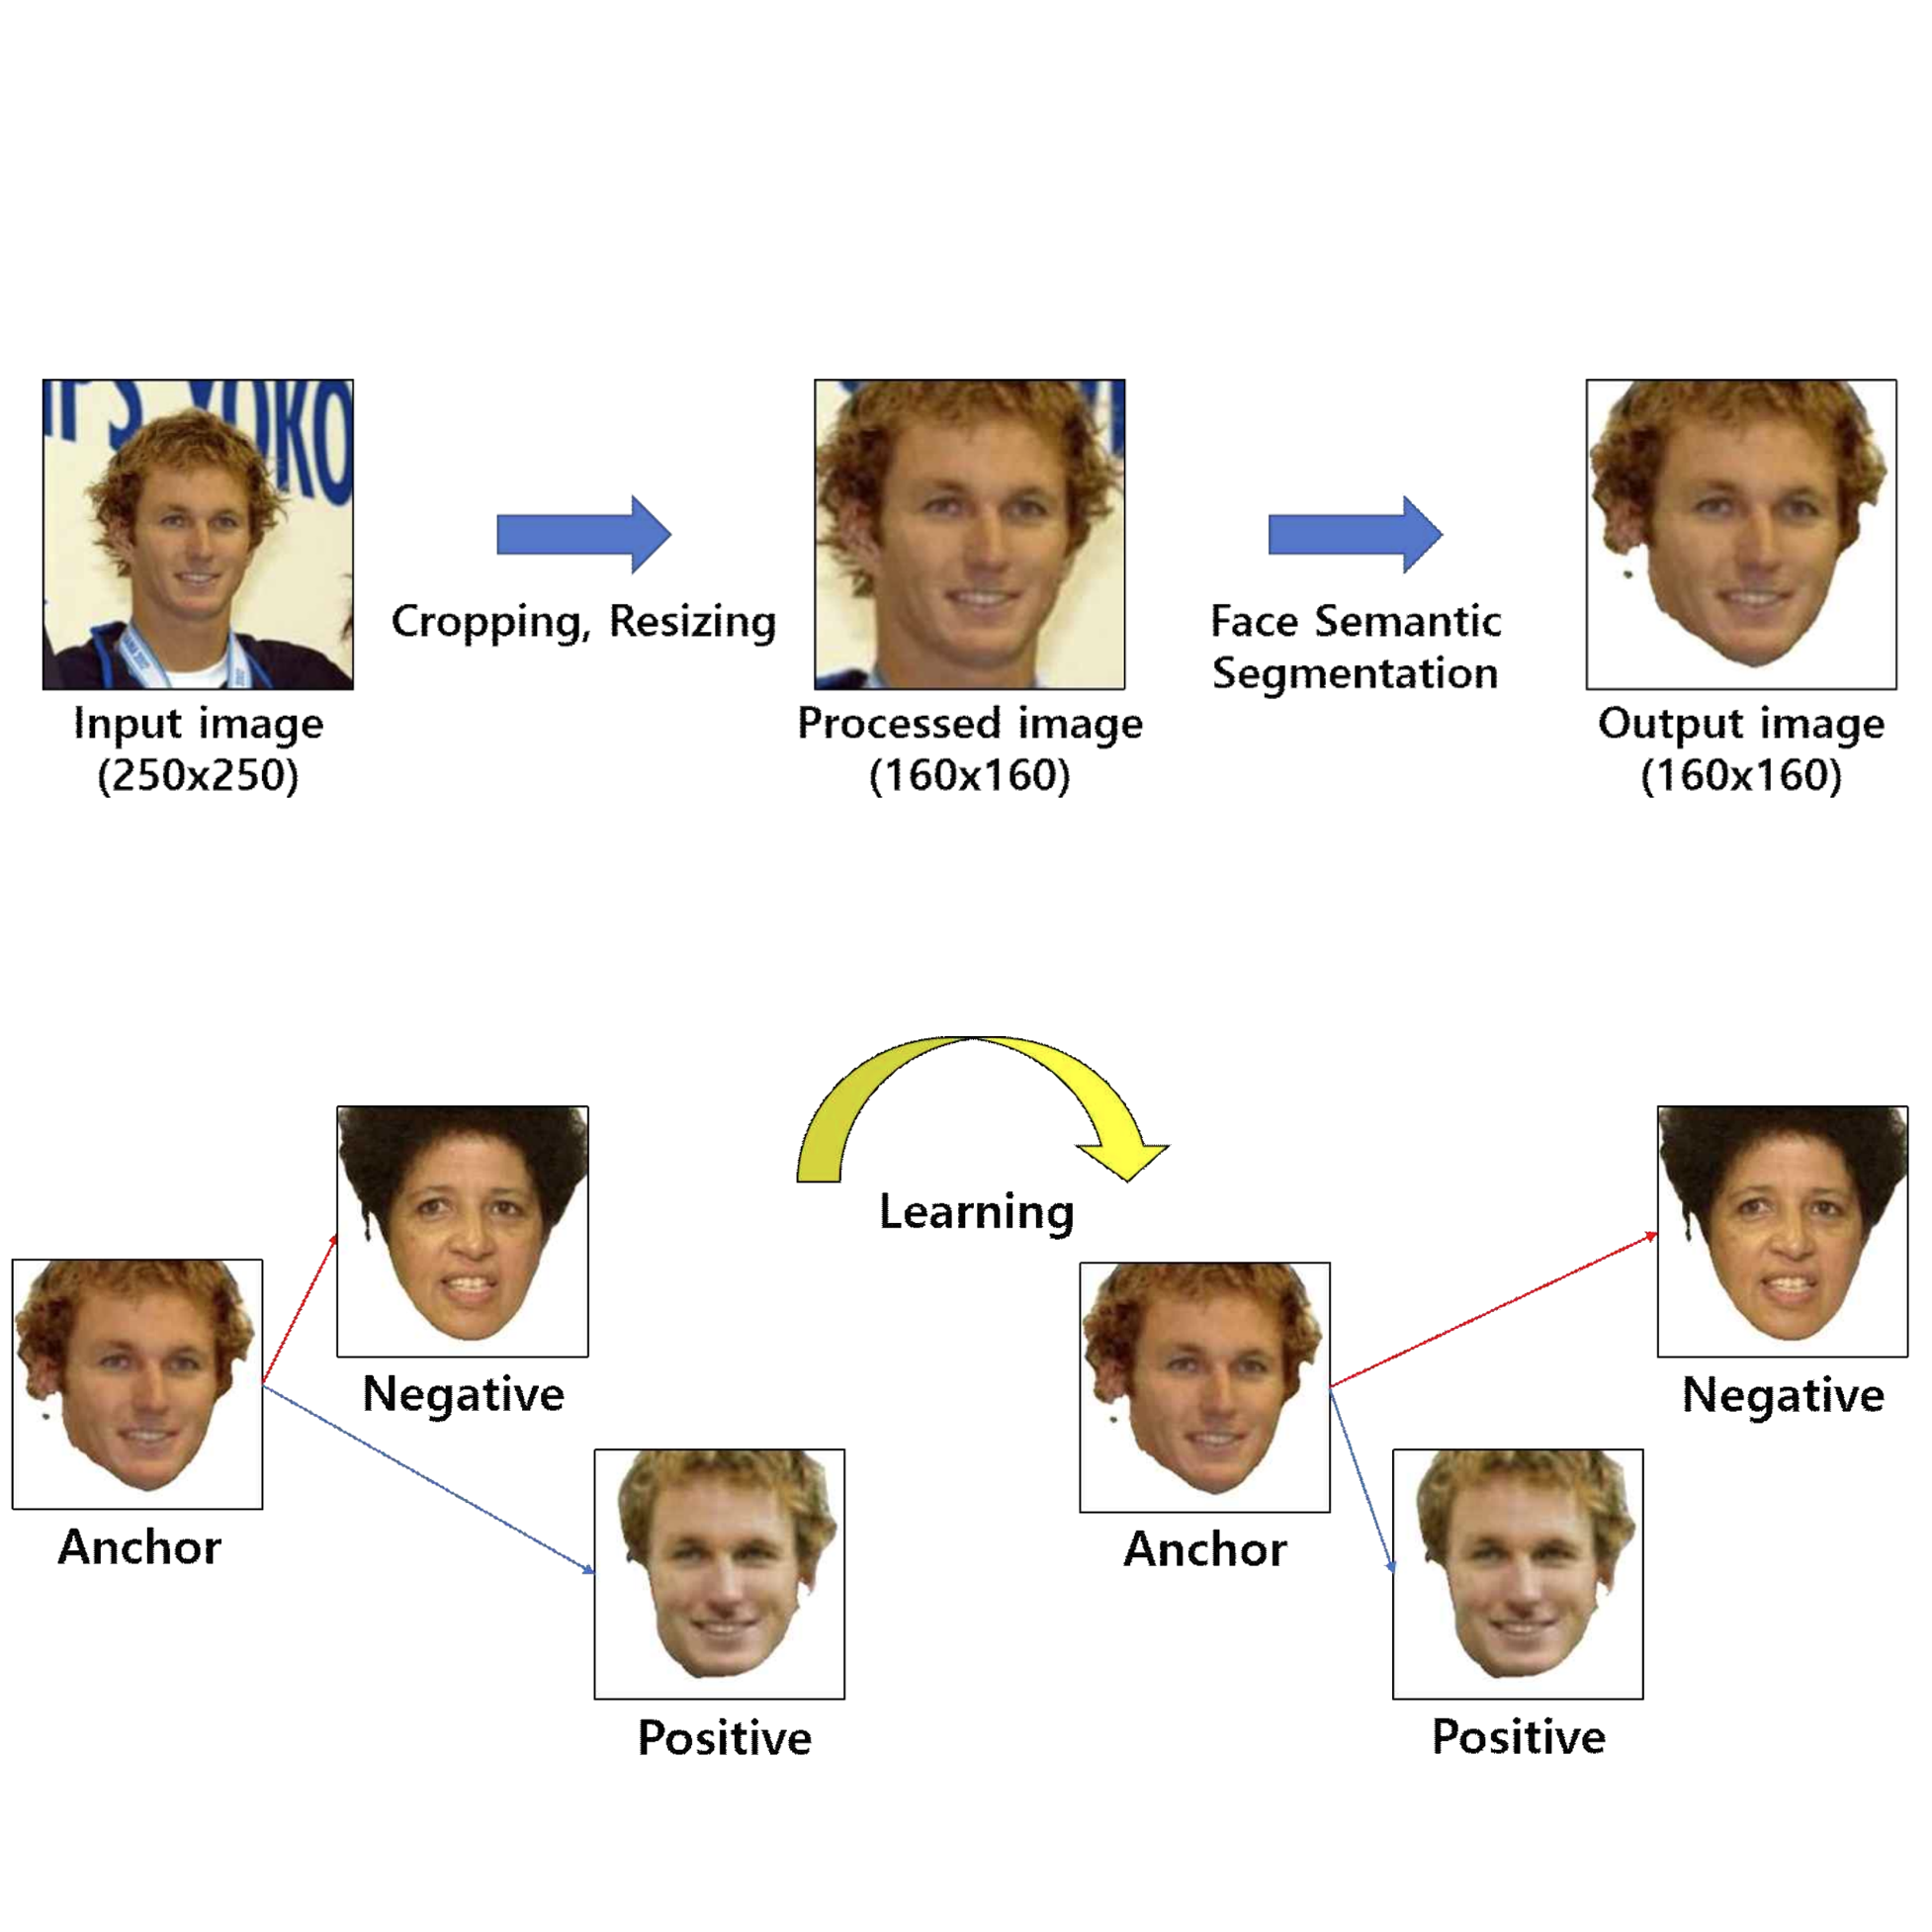 IPS YOKO
Cropping, Resizing
Face Semantic
Segmentation
Input image
(250x250)
Processed image
(160x160)
Output image
(160x160)
Learning
Negative
Anchor
Positive
Negative
Anchor
Positive